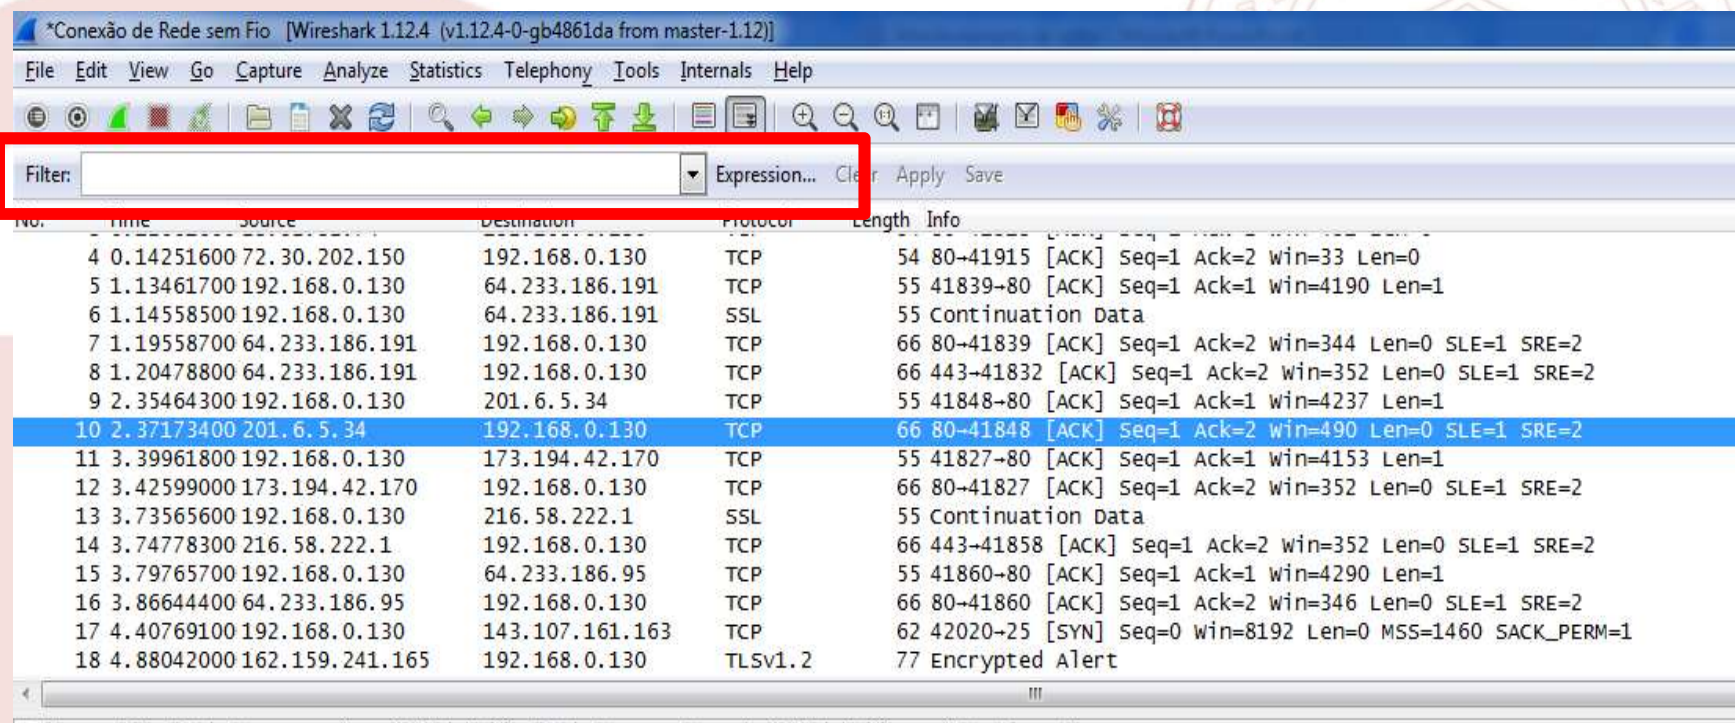 *Conexão de Rede sem Fio [Wireshark 1.12.4 (v1.12.4-0-gb4861da from master-1.12)]
File Edit View Go Capture Analyze Statistics Telephony Tools Internals Help
Filter: Expression... Clear Apply Save
No. Time Source Destination Protocol Length Info
4 0.14251600 72.30.202.150 192.168.0.130 TCP 54 80→41915 [ACK] Seq=1 Ack=2 Win=33 Len=0
5 1.13461700 192.168.0.130 64.233.186.191 TCP 55 41839→80 [ACK] Seq=1 Ack=1 Win=4190 Len=1
6 1.14558500 192.168.0.130 64.233.186.191 SSL 55 Continuation Data
7 1.19558700 64.233.186.191 192.168.0.130 TCP 66 80→41839 [ACK] Seq=1 Ack=2 Win=344 Len=0 SLE=1 SRE=2
8 1.20478800 64.233.186.191 192.168.0.130 TCP 66 443→41832 [ACK] Seq=1 Ack=2 Win=352 Len=0 SLE=1 SRE=2
9 2.35464300 192.168.0.130 201.6.5.34 TCP 55 41848→80 [ACK] Seq=1 Ack=1 Win=4237 Len=1
10 2.37173400 201.6.5.34 192.168.0.130 TCP 66 80→41848 [ACK] Seq=1 Ack=2 Win=490 Len=0 SLE=1 SRE=2
11 3.39961800 192.168.0.130 173.194.42.170 TCP 55 41827→80 [ACK] Seq=1 Ack=1 Win=4153 Len=1
12 3.42599000 173.194.42.170 192.168.0.130 TCP 66 80→41827 [ACK] Seq=1 Ack=2 Win=352 Len=0 SLE=1 SRE=2
13 3.73565600 192.168.0.130 216.58.222.1 SSL 55 Continuation Data
14 3.74778300 216.58.222.1 192.168.0.130 TCP 66 443→41858 [ACK] Seq=1 Ack=2 Win=352 Len=0 SLE=1 SRE=2
15 3.79765700 192.168.0.130 64.233.186.95 TCP 55 41860→80 [ACK] Seq=1 Ack=1 Win=4290 Len=1
16 3.86644400 64.233.186.95 192.168.0.130 TCP 66 80→41860 [ACK] Seq=1 Ack=2 Win=346 Len=0 SLE=1 SRE=2
17 4.40769100 192.168.0.130 143.107.161.163 TCP 62 42020→25 [SYN] Seq=0 Win=8192 Len=0 MSS=1460 SACK_PERM=1
18 4.88042000 162.159.241.165 192.168.0.130 TLSv1.2 77 Encrypted Alert